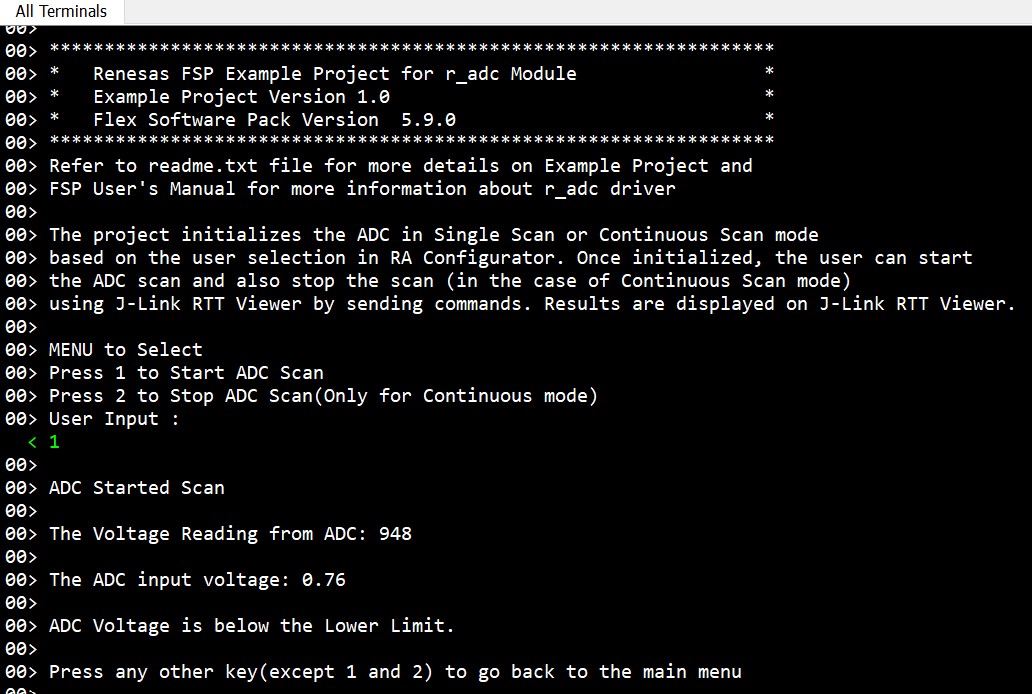 All Terminals
00>
00> ******************************************************************
00> *   Renesas FSP Example Project for r_adc Module                 *
00> *   Example Project Version 1.0                                  *
00> *   Flex Software Pack Version  5.9.0                            *
00> ******************************************************************
00> Refer to readme.txt file for more details on Example Project and
00> FSP User's Manual for more information about r_adc driver
00>
00> The project initializes the ADC in Single Scan or Continuous Scan mode
00> based on the user selection in RA Configurator. Once initialized, the user can start
00> the ADC scan and also stop the scan (in the case of Continuous Scan mode)
00> using J-Link RTT Viewer by sending commands. Results are displayed on J-Link RTT Viewer.
00>
00> MENU to Select
00> Press 1 to Start ADC Scan
00> Press 2 to Stop ADC Scan(Only for Continuous mode)
00> User Input :
< 1
00>
00> ADC Started Scan
00>
00> The Voltage Reading from ADC: 948
00>
00> The ADC input voltage: 0.76
00>
00> ADC Voltage is below the Lower Limit.
00>
00> Press any other key(except 1 and 2) to go back to the main menu
00>